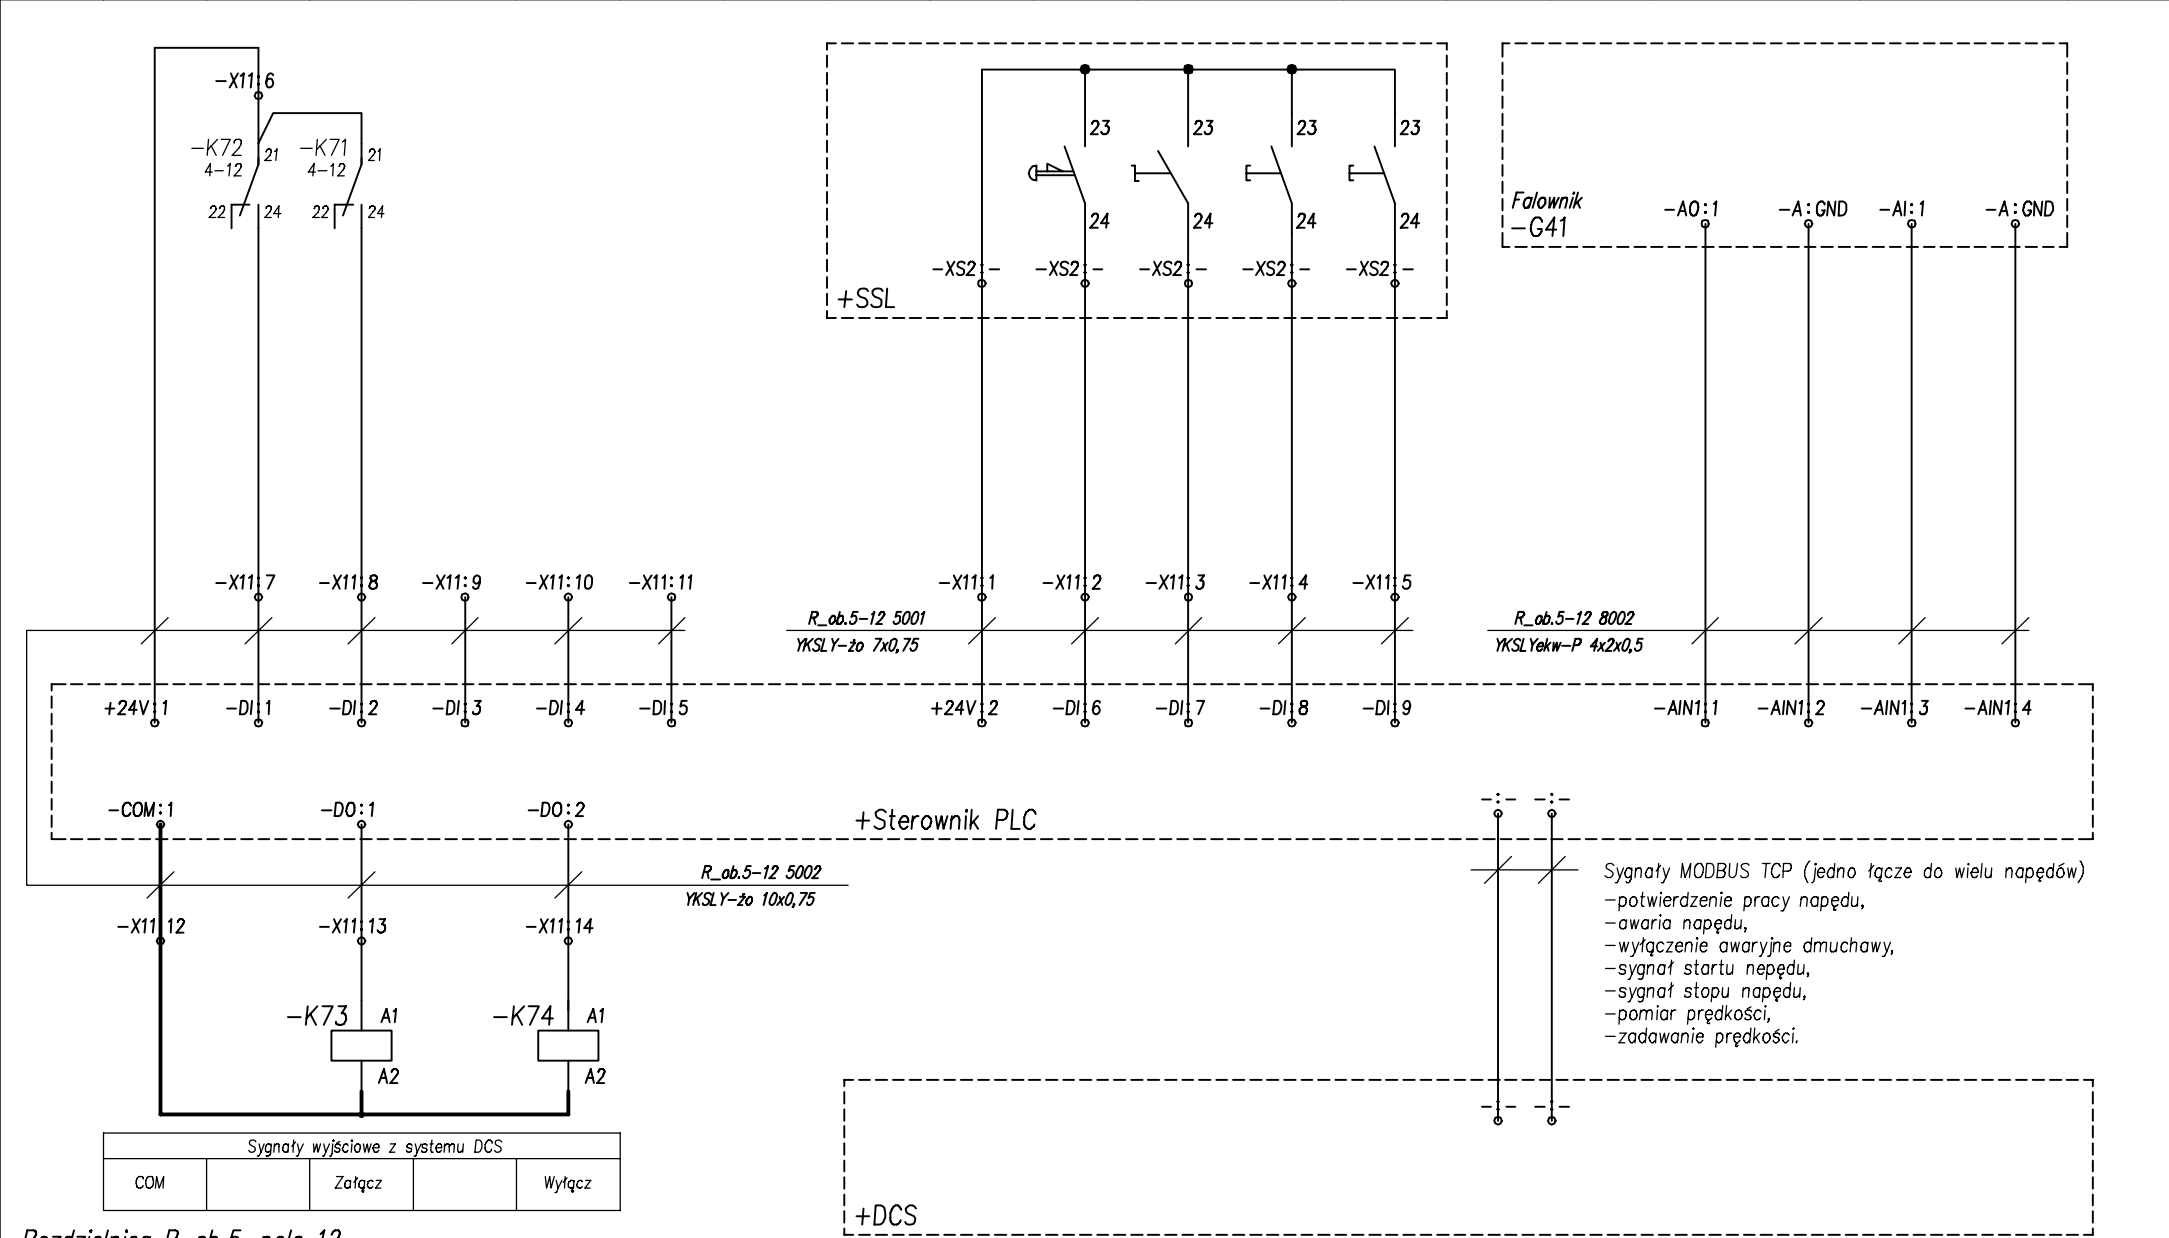 -X11:6
-K72
4-12
21
22
24
-K71
4-12
21
22
24
23
23
23
23
24
24
24
24
-XS2:-
-XS2:-
-XS2:-
-XS2:-
-XS2:-
+SSL
Falownik
-G41
-AO:1
-A:GND
-AI:1
-A:GND
-X11:7
-X11:8
-X11:9
-X11:10
-X11:11
-X11:1
-X11:2
-X11:3
-X11:4
-X11:5
R_ob.5-12 5001
YKSLY-żo 7x0,75
R_ob.5-12 8002
YKSLYekw-P 4x2x0,5
+24V:1
-DI:1
-DI:2
-DI:3
-DI:4
-DI:5
+24V:2
-DI:6
-DI:7
-DI:8
-DI:9
-AIN1:1
-AIN1:2
-AIN1:3
-AIN1:4
-COM:1
-DO:1
-DO:2
+Sterownik PLC
-:-
-:-
R_ob.5-12 5002
YKSLY-żo 10x0,75
Sygnały MODBUS TCP (jedno łącze do wielu napędów)
-potwierdzenie pracy napędu,
-awaria napędu,
-wyłączenie awaryjne dmuchawy,
-sygnał startu nepędu,
-sygnał stopu napędu,
-pomiar prędkości,
-zadawanie prędkości.
-X11:12
-X11:13
-X11:14
-K73
A1
A2
-K74
A1
A2
-:-
-:-
Sygnały wyjściowe z systemu DCS
COM
Załącz
Wyłącz
+DCS
Rozdzielnica R_ob.5, pole 12